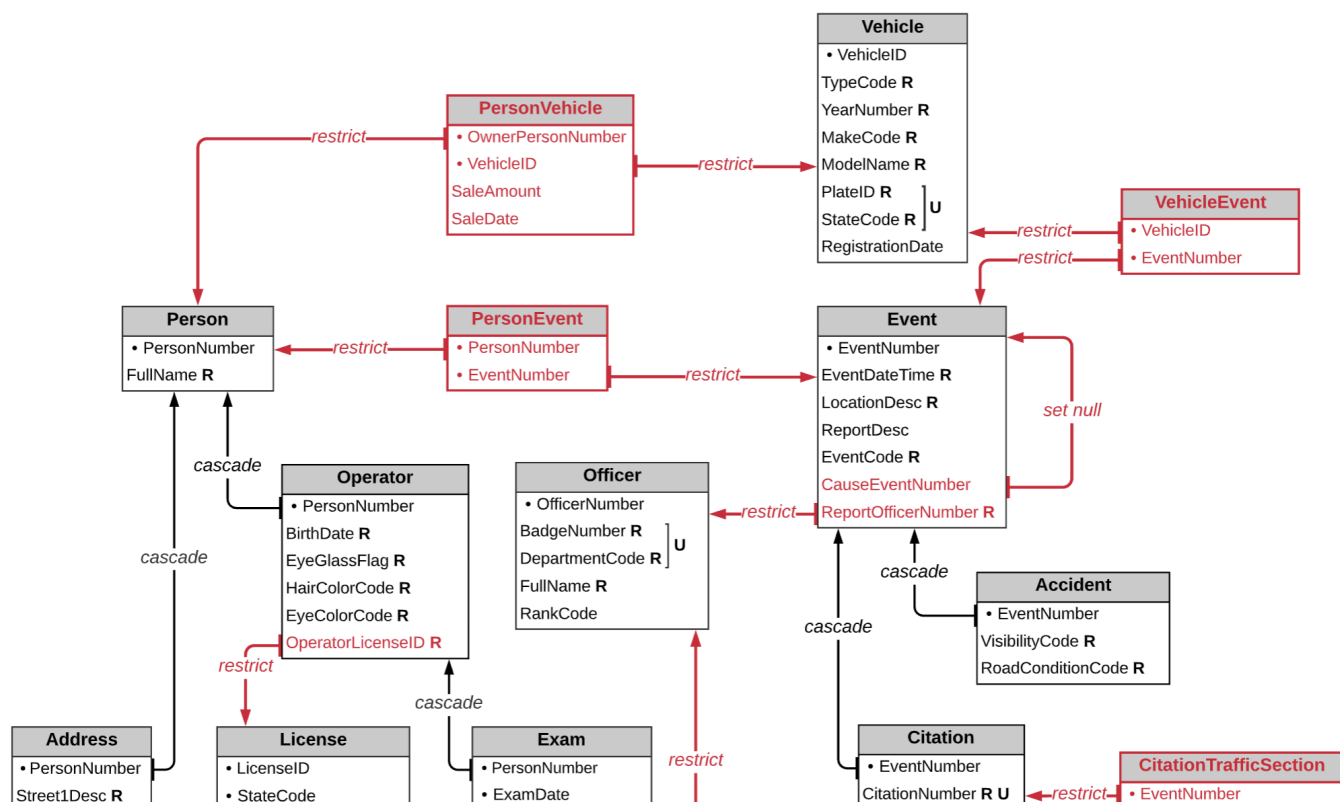 Vehicle
• VehicleID
TypeCode R
YearNumber R
MakeCode R
ModelName R
PlateID R
StateCode R
U
RegistrationDate
PersonVehicle
• OwnerPersonNumber
• VehicleID
SaleAmount
SaleDate
restrict
restrict
VehicleEvent
• VehicleID
• EventNumber
restrict
restrict
Person
• PersonNumber
FullName R
restrict
PersonEvent
• PersonNumber
• EventNumber
restrict
Event
• EventNumber
EventDateTime R
LocationDesc R
ReportDesc
EventCode R
CauseEventNumber
ReportOfficerNumber R
set null
cascade
cascade
Operator
• PersonNumber
BirthDate R
EyeGlassFlag R
HairColorCode R
EyeColorCode R
OperatorLicenseID R
restrict
cascade
Officer
• OfficerNumber
BadgeNumber R
DepartmentCode R
U
FullName R
RankCode
restrict
restrict
cascade
cascade
Accident
• EventNumber
VisibilityCode R
RoadConditionCode R
Address
• PersonNumber
Street1Desc R
License
• LicenseID
• StateCode
Exam
• PersonNumber
• ExamDate
Citation
• EventNumber
CitationNumber R U
restrict
CitationTrafficSection
• EventNumber